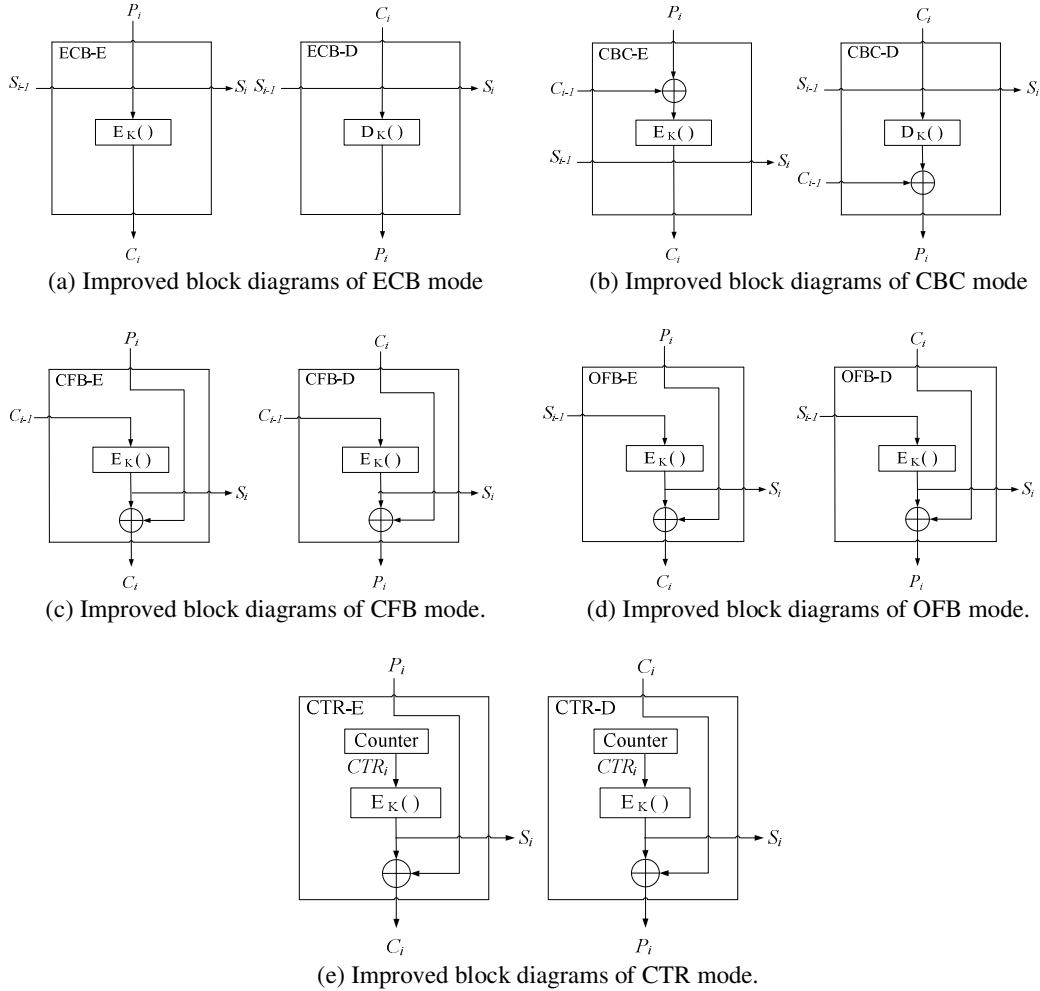 P_i
C_i
ECB-E
ECB-D
S_{i-1}
S_i
S_{i-1}
S_i
E_K( )
D_K( )
C_i
P_i
(a) Improved block diagrams of ECB mode
P_i
C_i
CBC-E
CBC-D
C_{i-1}
S_{i-1}
S_i
E_K( )
D_K( )
S_{i-1}
S_i
C_{i-1}
C_i
P_i
(b) Improved block diagrams of CBC mode
P_i
C_i
CFB-E
CFB-D
C_{i-1}
C_{i-1}
E_K( )
E_K( )
S_i
S_i
C_i
P_i
(c) Improved block diagrams of CFB mode.
P_i
C_i
OFB-E
OFB-D
S_{i-1}
S_{i-1}
E_K( )
E_K( )
S_i
S_i
C_i
P_i
(d) Improved block diagrams of OFB mode.
P_i
C_i
CTR-E
CTR-D
Counter
Counter
CTR_i
CTR_i
E_K( )
E_K( )
S_i
S_i
C_i
P_i
(e) Improved block diagrams of CTR mode.